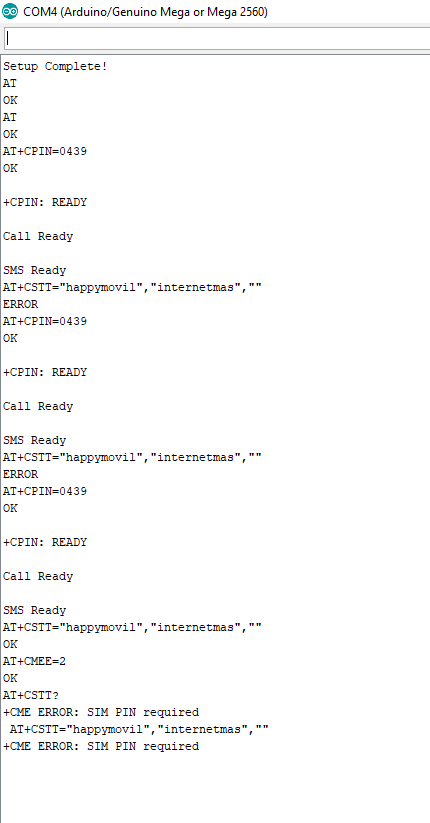 COM4 (Arduino/Genuino Mega or Mega 2560)
Setup Complete!
AT
OK
AT
OK
AT+CPIN=0439
OK
+CPIN: READY
Call Ready
SMS Ready
AT+CSTT="happymovil","internetmas",""
ERROR
AT+CPIN=0439
OK
+CPIN: READY
Call Ready
SMS Ready
AT+CSTT="happymovil","internetmas",""
ERROR
AT+CPIN=0439
OK
+CPIN: READY
Call Ready
SMS Ready
AT+CSTT="happymovil","internetmas",""
OK
AT+CMEE=2
OK
AT+CSTT?
+CME ERROR: SIM PIN required
AT+CSTT="happymovil","internetmas",""
+CME ERROR: SIM PIN required